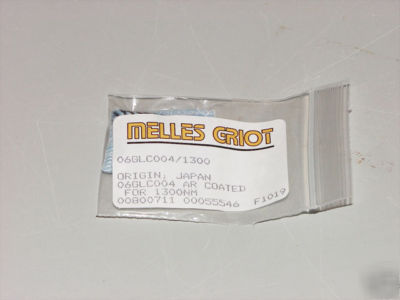 MELLES GRIOT
06GLC004/1300
ORIGIN; JAPAN
06GLC004 AR COATED
FOR 1300NM
00800711 00055546
F1019